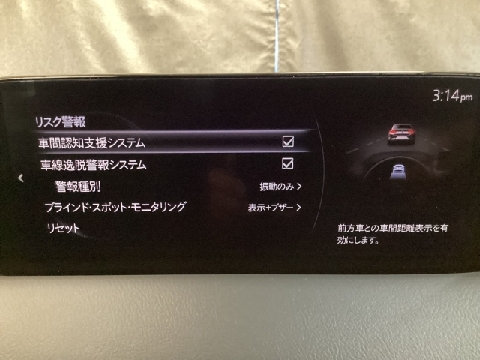 3:14pm
リスク警報
車間認知支援システム
車線逸脱警報システム
警報種別 振動のみ
ブラインド・スポット・モニタリング 表示+ブザー
リセット
前方車との車間距離表示を有
効にします。